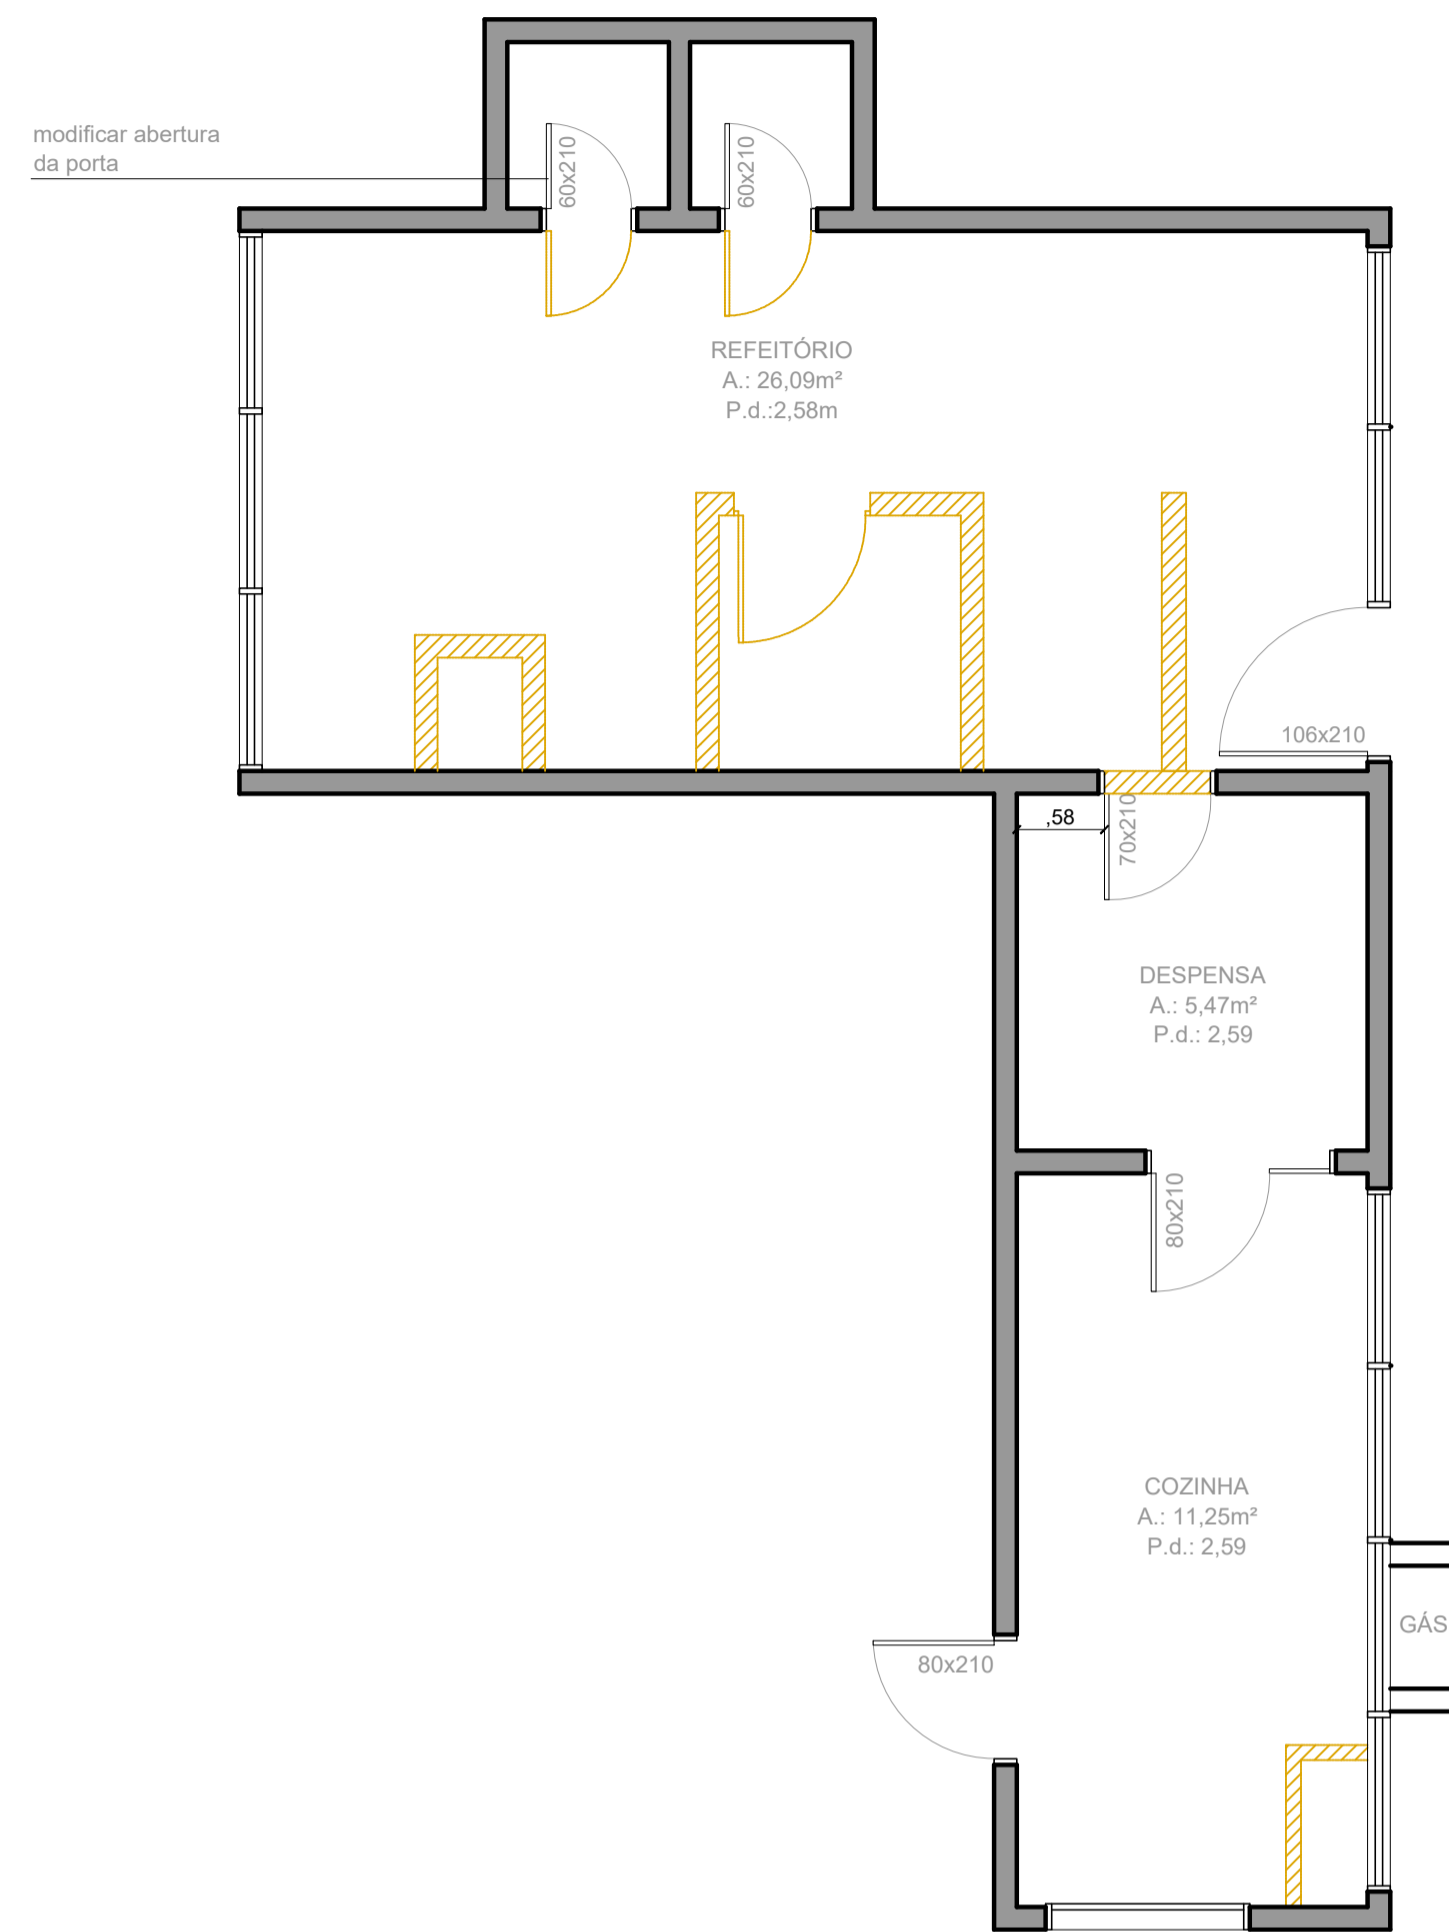 modificar abertura
da porta
60x210
60x210
REFEITÓRIO
A.: 26,09m²
P.d.:2,58m
106x210
,58
70x210
DESPENSA
A.: 5,47m²
P.d.: 2,59
80x210
COZINHA
A.: 11,25m²
P.d.: 2,59
GÁS
80x210